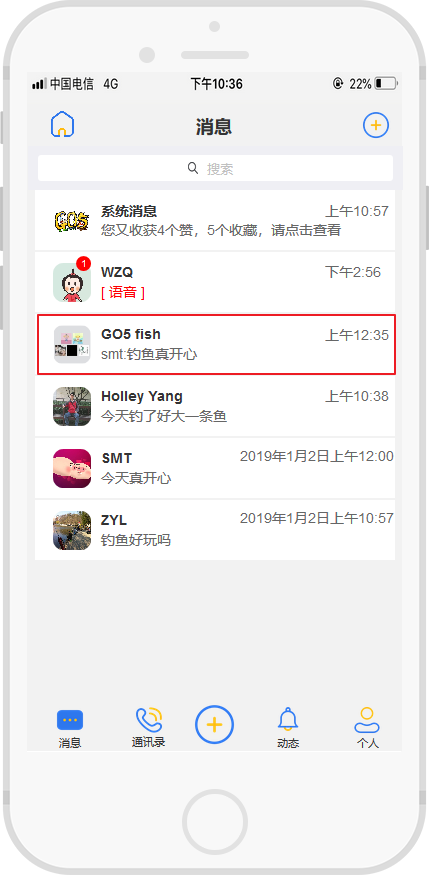 中国电信 4G 下午10:36 22%
消息
搜索
GO5
系统消息 上午10:57
您又收获4个赞，5个收藏，请点击查看
1
WZQ 下午2:56
[ 语音 ]
GO5 fish 上午12:35
smt:钓鱼真开心
Holley Yang 上午10:38
今天钓了好大一条鱼
SMT 2019年1月2日上午12:00
今天真开心
ZYL 2019年1月2日上午10:57
钓鱼好玩吗
消息 通讯录 动态 个人